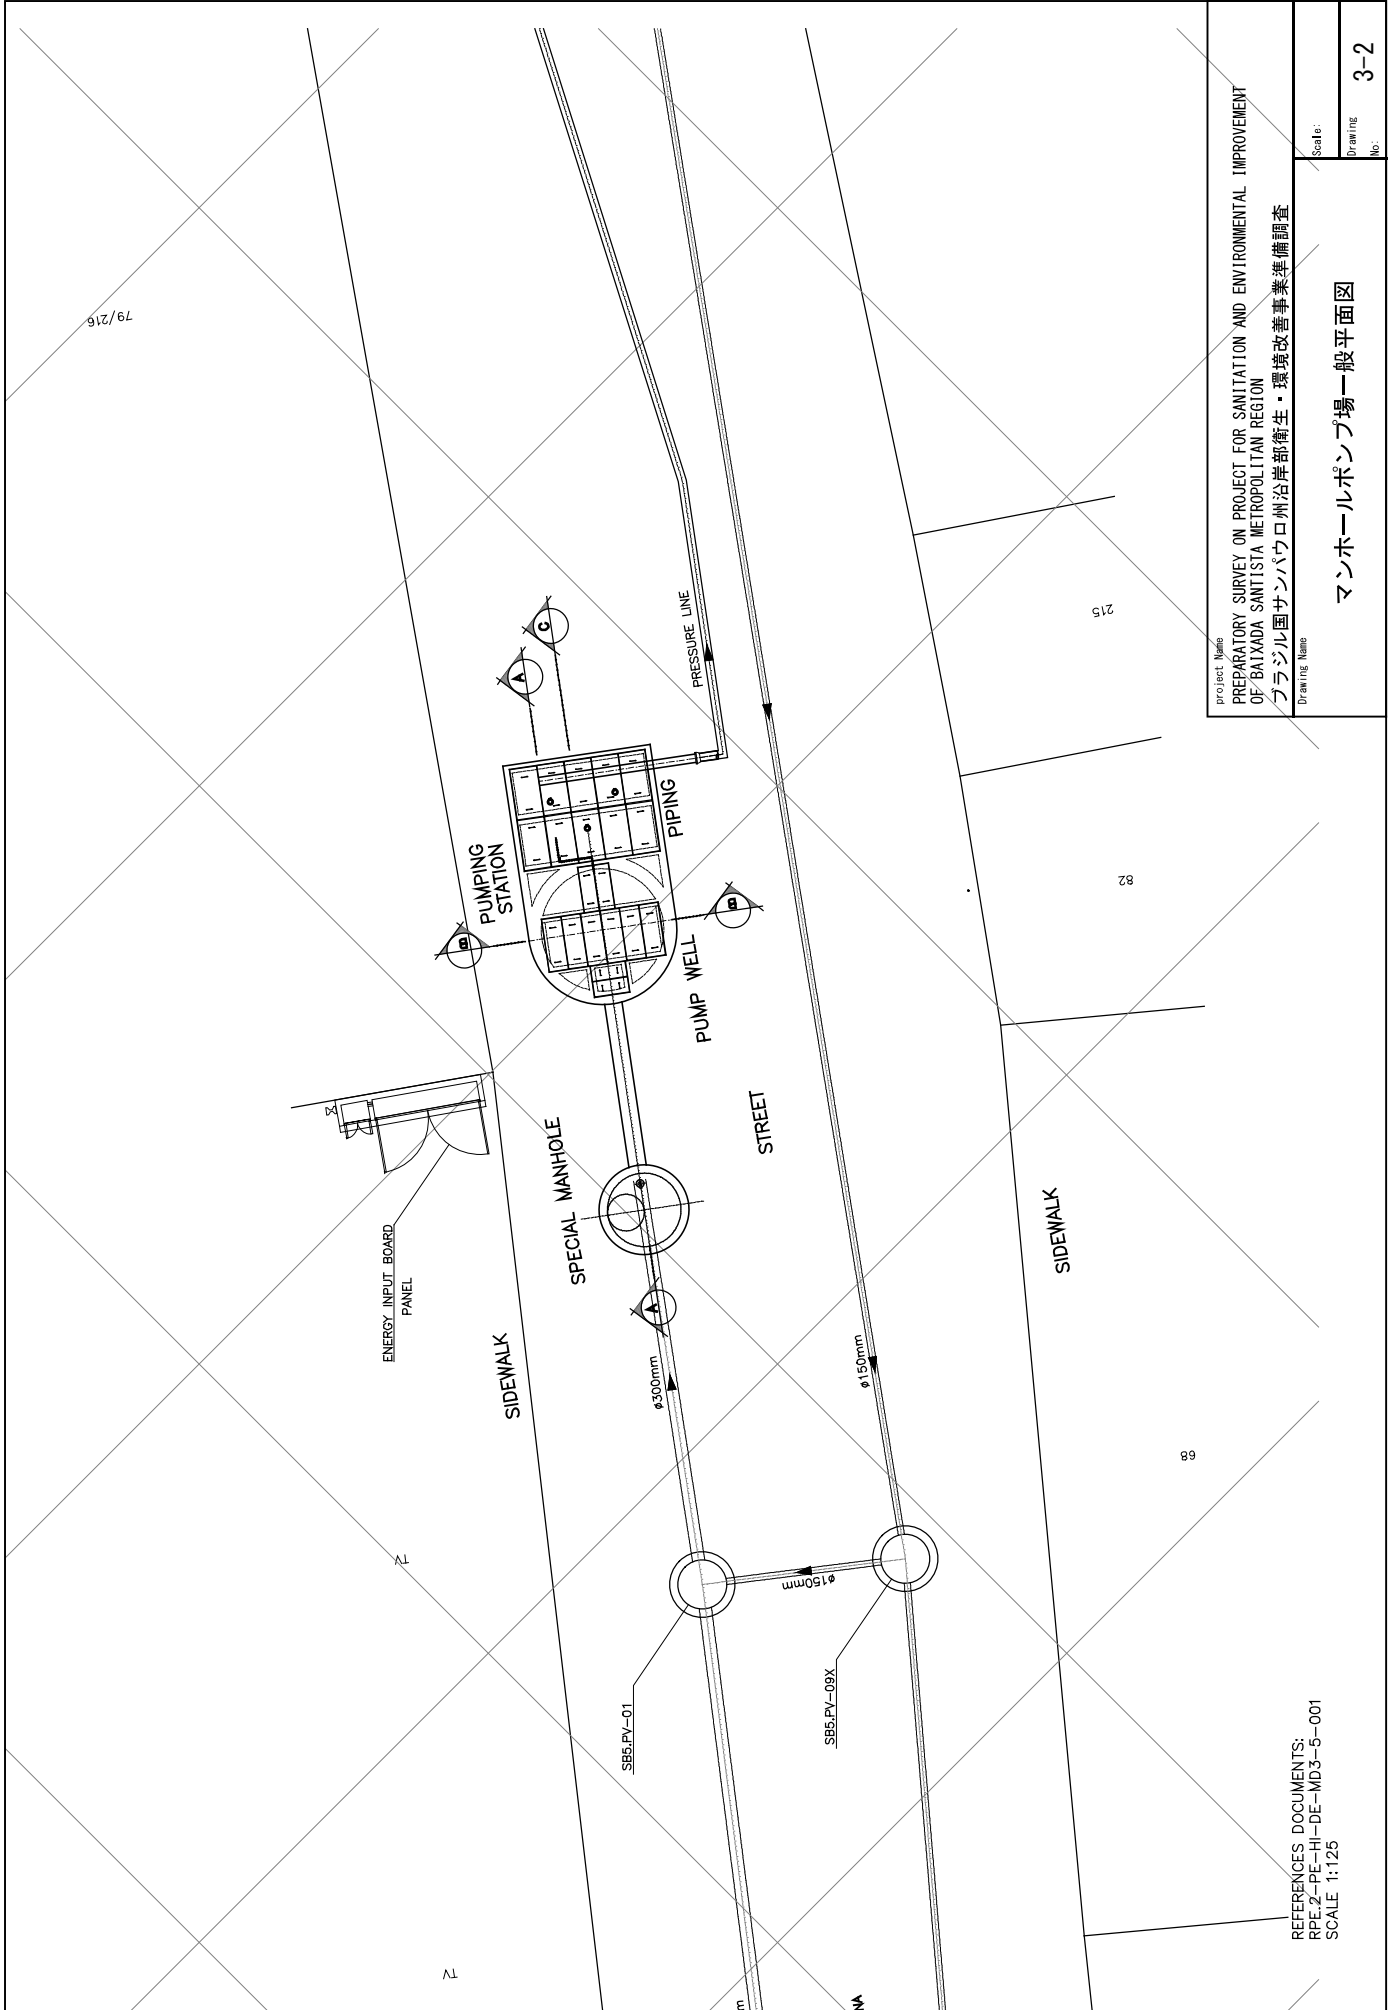 project Name
PREPARATORY SURVEY ON PROJECT FOR SANITATION AND ENVIRONMENTAL IMPROVEMENT
OF BAIXADA SANTISTA METROPOLITAN REGION
ブラジル国サンパウロ州沿岸部衛生・環境改善事業準備調査
Drawing Name
マンホールポンプ場一般平面図
Scale:
Drawing
No:
3-2
79/216
PRESSURE LINE
A
C
215
PUMPING
STATION
PIPING
B
B
82
PUMP WELL
STREET
SPECIAL MANHOLE
ENERGY INPUT BOARD
PANEL
SIDEWALK
A
SIDEWALK
ø300mm
ø150mm
68
TV
ø150mm
SB5.PV-01
SB5.PV-09X
TV
m
NA
REFERENCES DOCUMENTS:
RPE.2-PE-HI-DE-MD3-5-001
SCALE 1:125